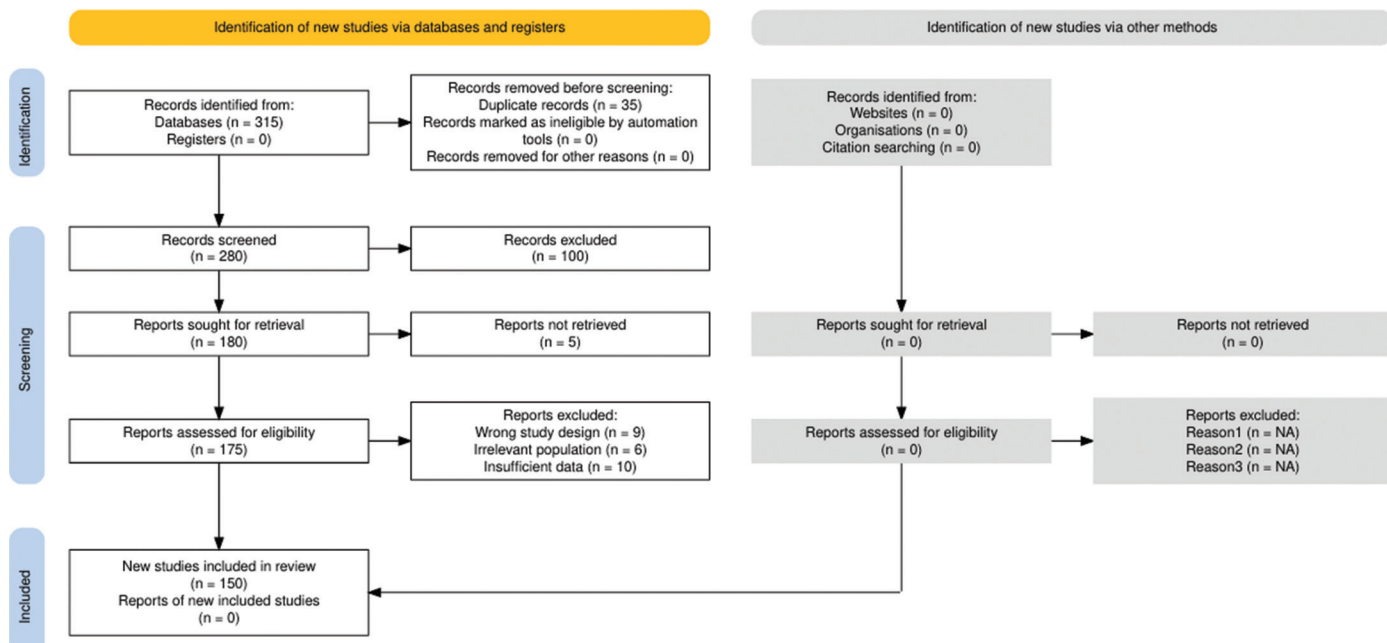 Identification of new studies via databases and registers
Identification of new studies via other methods
Identification
Records identified from:
Databases (n = 315)
Registers (n = 0)
Records removed before screening:
Duplicate records (n = 35)
Records marked as ineligible by automation
tools (n = 0)
Records removed for other reasons (n = 0)
Records identified from:
Websites (n = 0)
Organisations (n = 0)
Citation searching (n = 0)
Screening
Records screened
(n = 280)
Records excluded
(n = 100)
Reports sought for retrieval
(n = 180)
Reports not retrieved
(n = 5)
Reports sought for retrieval
(n = 0)
Reports not retrieved
(n = 0)
Reports assessed for eligibility
(n = 175)
Reports excluded:
Wrong study design (n = 9)
Irrelevant population (n = 6)
Insufficient data (n = 10)
Reports assessed for eligibility
(n = 0)
Reports excluded:
Reason1 (n = NA)
Reason2 (n = NA)
Reason3 (n = NA)
Included
New studies included in review
(n = 150)
Reports of new included studies
(n = 0)